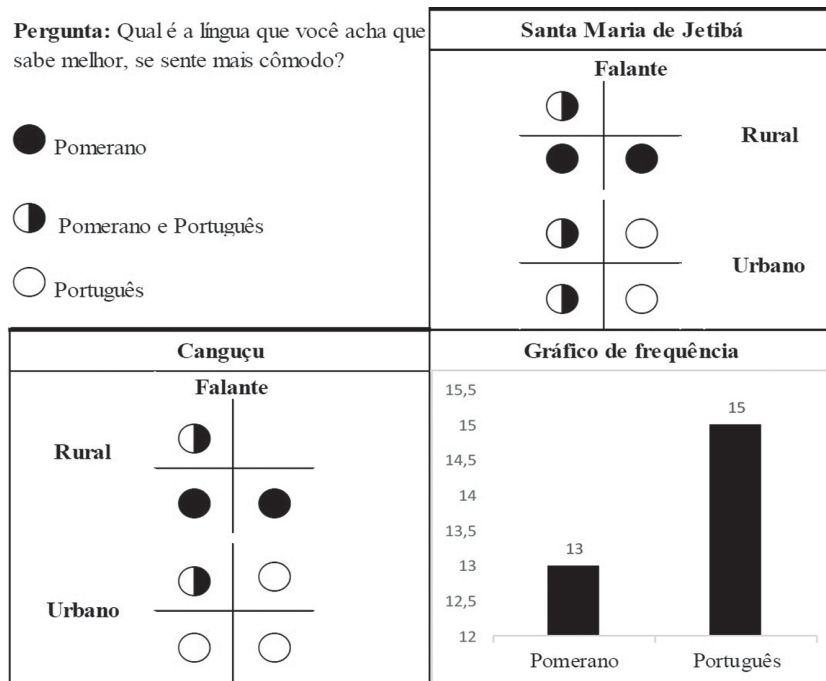 Pergunta: Qual é a língua que você acha que
sabe melhor, se sente mais cômodo?
Pomerano
Pomerano e Português
Português
Santa Maria de Jetibá
Falante
Rural
Urbano
Canguçu
Falante
Rural
Urbano
Gráfico de frequência
15,5
15
14,5
14
13,5
13
12,5
12
13
15
Pomerano
Português